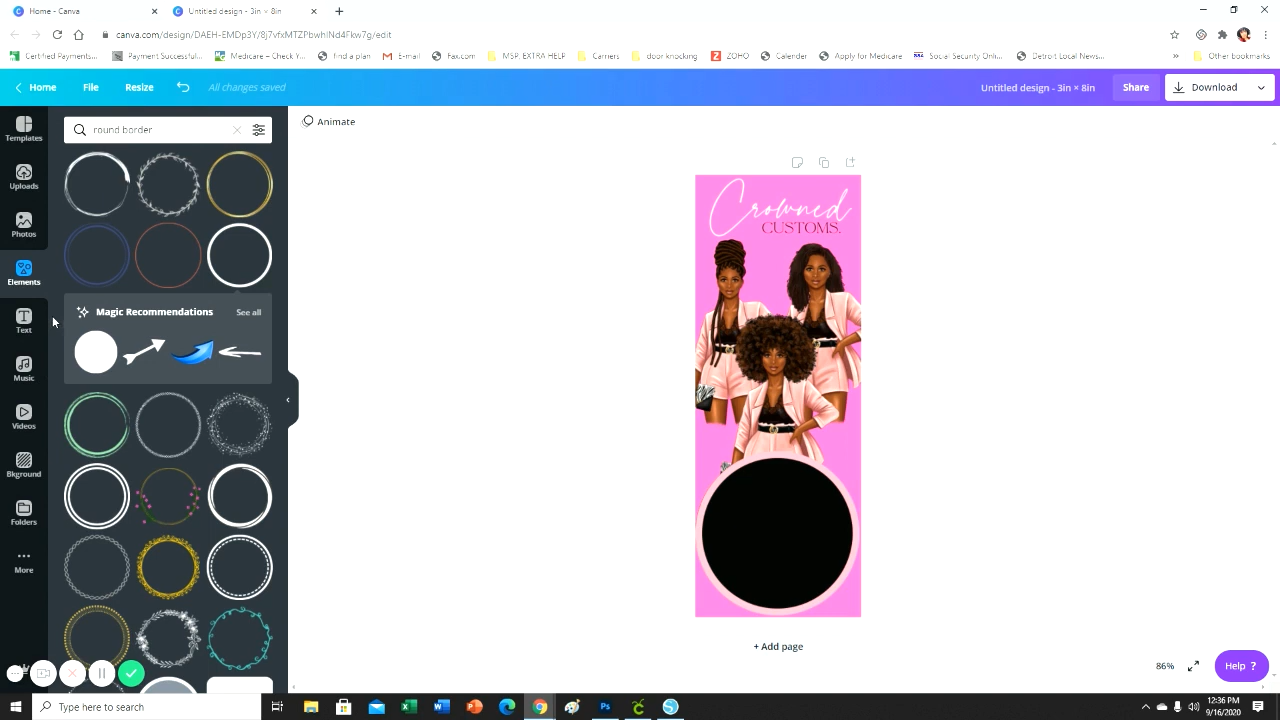 Home - Canva
Untitled design - 3in × 8in
canva.com/design/DAEH-EMDp3Y/8j7vfxMTZPbwhlNd4Fkw7g/edit
Certified Payments...
Payment Successful...
Medicare – Check Y...
find a plan
E-mail
Fax.com
MSP. EXTRA HELP
Carriers
door knocking
ZOHO
Calender
Apply for Medicare
Social Security Onli...
Detroit Local News...
Other bookmarks
Home
File
Resize
All changes saved
Untitled design - 3in × 8in
Share
Download
Templates
Uploads
Photos
Elements
Text
Music
Videos
Bkground
Folders
More
round border
Magic Recommendations
See all
Animate
Crowned
CUSTOMS.
+ Add page
86%
Help ?
Type here to search
12:36 PM
9/16/2020